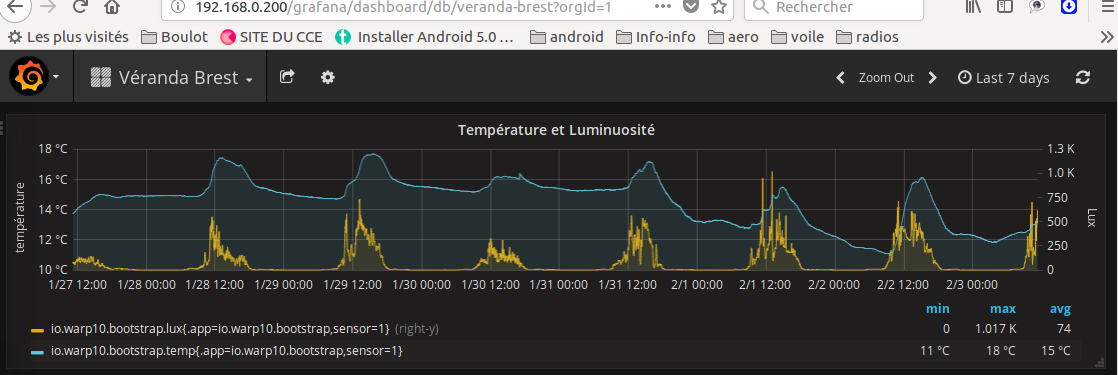 192.168.0.200/grafana/dashboard/db/veranda-brest?orgId=1 Rechercher
Les plus visités Boulot SITE DU CCE Installer Android 5.0 ... android Info-info aero voile radios
Véranda Brest Zoom Out Last 7 days
Température et Luminuosité
18 °C 1.3 K
16 °C 1.0 K
14 °C 750
500
12 °C 250
10 °C 0
température
Lux
1/27 12:00 1/28 00:00 1/28 12:00 1/29 00:00 1/29 12:00 1/30 00:00 1/30 12:00 1/31 00:00 1/31 12:00 2/1 00:00 2/1 12:00 2/2 00:00 2/2 12:00 2/3 00:00
min max avg
io.warp10.bootstrap.lux{.app=io.warp10.bootstrap,sensor=1} (right-y) 0 1.017 K 74
io.warp10.bootstrap.temp{.app=io.warp10.bootstrap,sensor=1} 11 °C 18 °C 15 °C